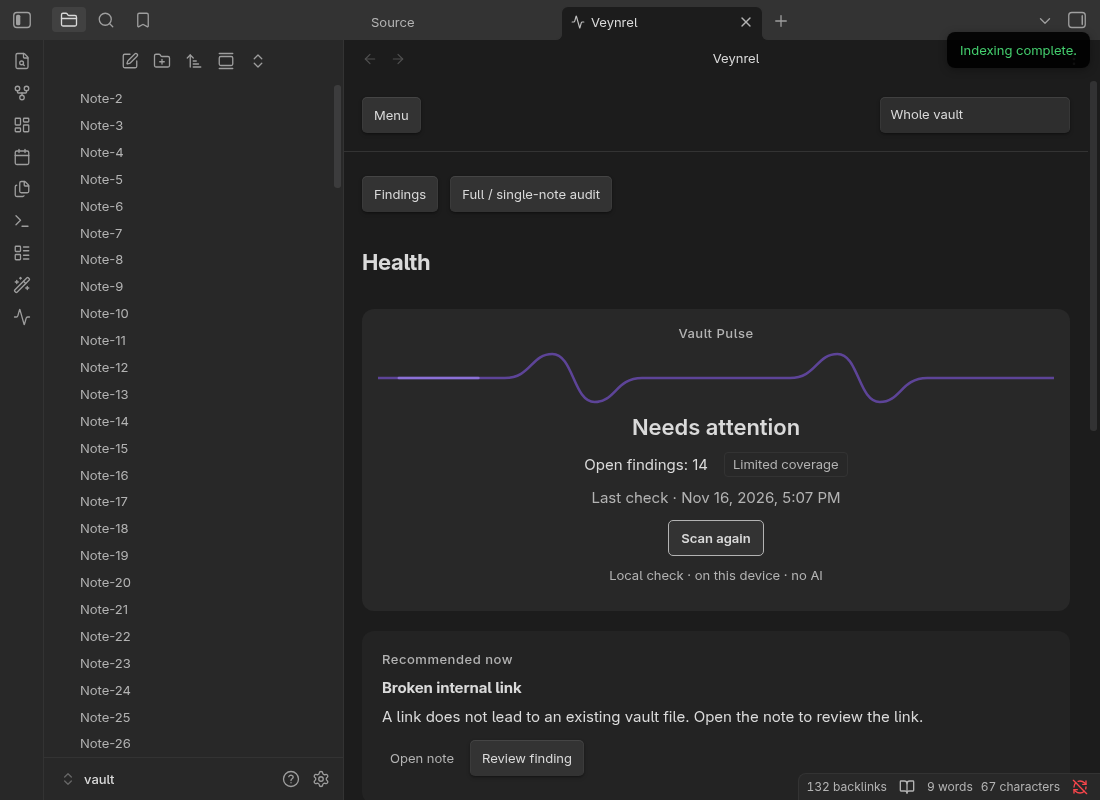 Source
Veynrel
Indexing complete.
Veynrel
Menu
Whole vault
Findings
Full / single-note audit
Health
Vault Pulse
Needs attention
Open findings: 14
Limited coverage
Last check · Nov 16, 2026, 5:07 PM
Scan again
Local check · on this device · no AI
Recommended now
Broken internal link
A link does not lead to an existing vault file. Open the note to review the link.
Open note
Review finding
Note-2
Note-3
Note-4
Note-5
Note-6
Note-7
Note-8
Note-9
Note-10
Note-11
Note-12
Note-13
Note-14
Note-15
Note-16
Note-17
Note-18
Note-19
Note-20
Note-21
Note-22
Note-23
Note-24
Note-25
Note-26
vault
132 backlinks
9 words
67 characters